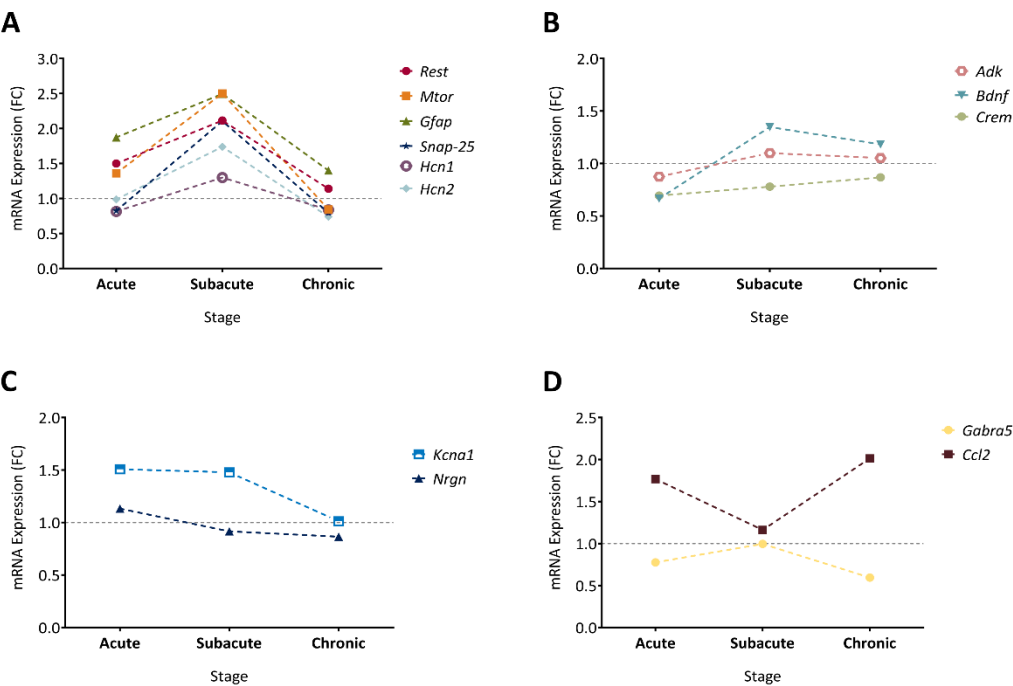 A
mRNA Expression (FC)
3.0
2.5
2.0
1.5
1.0
0.5
0.0
Acute Subacute Chronic
Stage
Rest
Mtor
Gfap
Snap-25
Hcn1
Hcn2
B
mRNA Expression (FC)
2.0
1.5
1.0
0.5
0.0
Acute Subacute Chronic
Stage
Adk
Bdnf
Crem
C
mRNA Expression (FC)
2.0
1.5
1.0
0.5
0.0
Acute Subacute Chronic
Stage
Kcna1
Nrgn
D
mRNA Expression (FC)
2.5
2.0
1.5
1.0
0.5
0.0
Acute Subacute Chronic
Stage
Gabra5
Ccl2